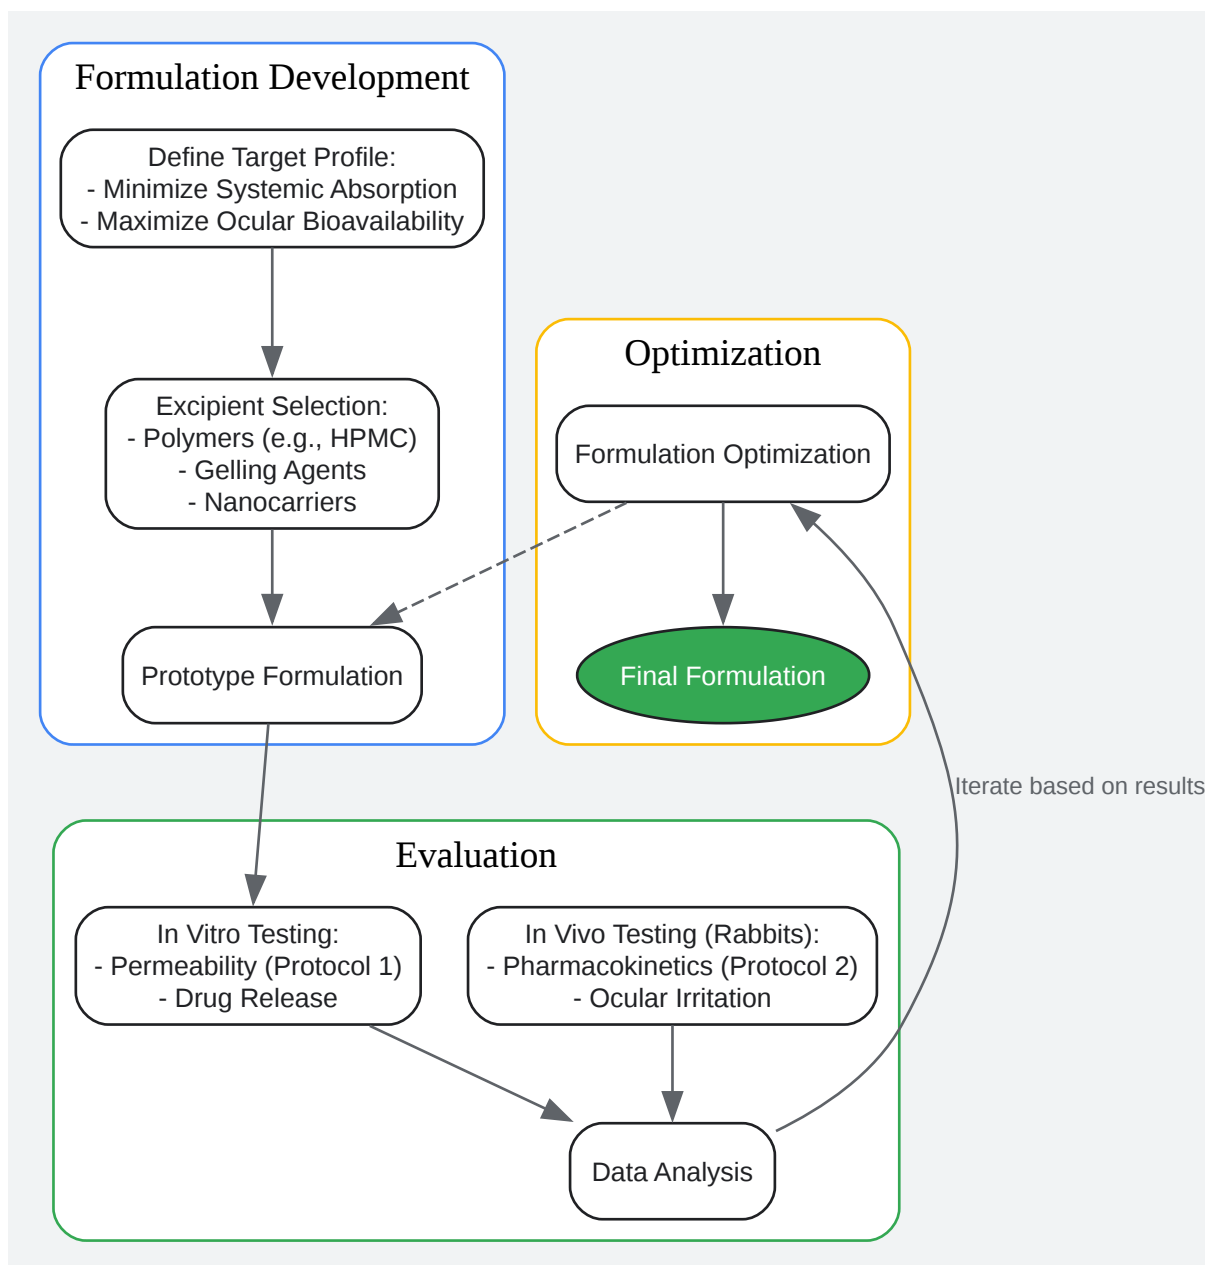 Formulation Development
Define Target Profile:
- Minimize Systemic Absorption
- Maximize Ocular Bioavailability
Excipient Selection:
- Polymers (e.g., HPMC)
- Gelling Agents
- Nanocarriers
Prototype Formulation
Optimization
Formulation Optimization
Final Formulation
Iterate based on results
Evaluation
In Vitro Testing:
- Permeability (Protocol 1)
- Drug Release
In Vivo Testing (Rabbits):
- Pharmacokinetics (Protocol 2)
- Ocular Irritation
Data Analysis